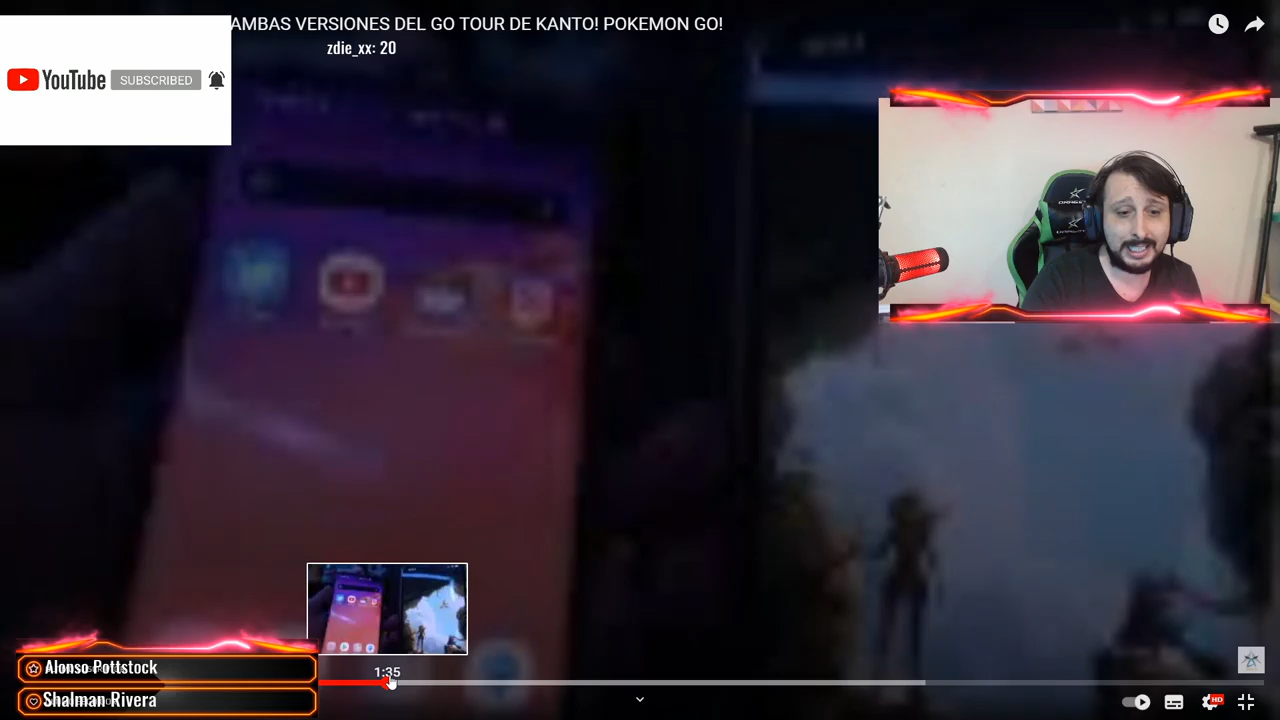 AMBAS VERSIONES DEL GO TOUR DE KANTO! POKEMON GO!
zdie_xx: 20
YouTube SUBSCRIBED
1:35
Alonso Pottstock
Shalman Rivera
HD